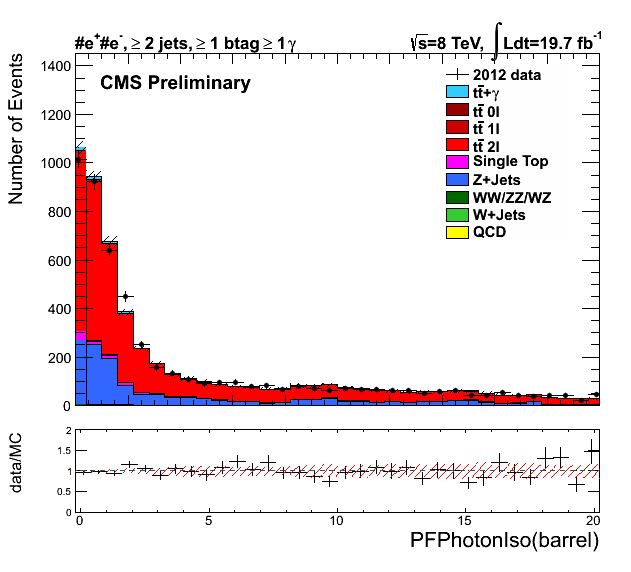 #e⁺#e⁻, ≥ 2 jets, ≥ 1 btag ≥ 1 γ
√s=8 TeV, ∫ Ldt=19.7 fb⁻¹
CMS Preliminary
2012 data
tt̄+γ
tt̄ 0l
tt̄ 1l
tt̄ 2l
Single Top
Z+Jets
WW/ZZ/WZ
W+Jets
QCD
Number of Events
1400
1200
1000
800
600
400
200
0
data/MC
2
1.5
1
0.5
0
0 5 10 15 20
PFPhotonIso(barrel)